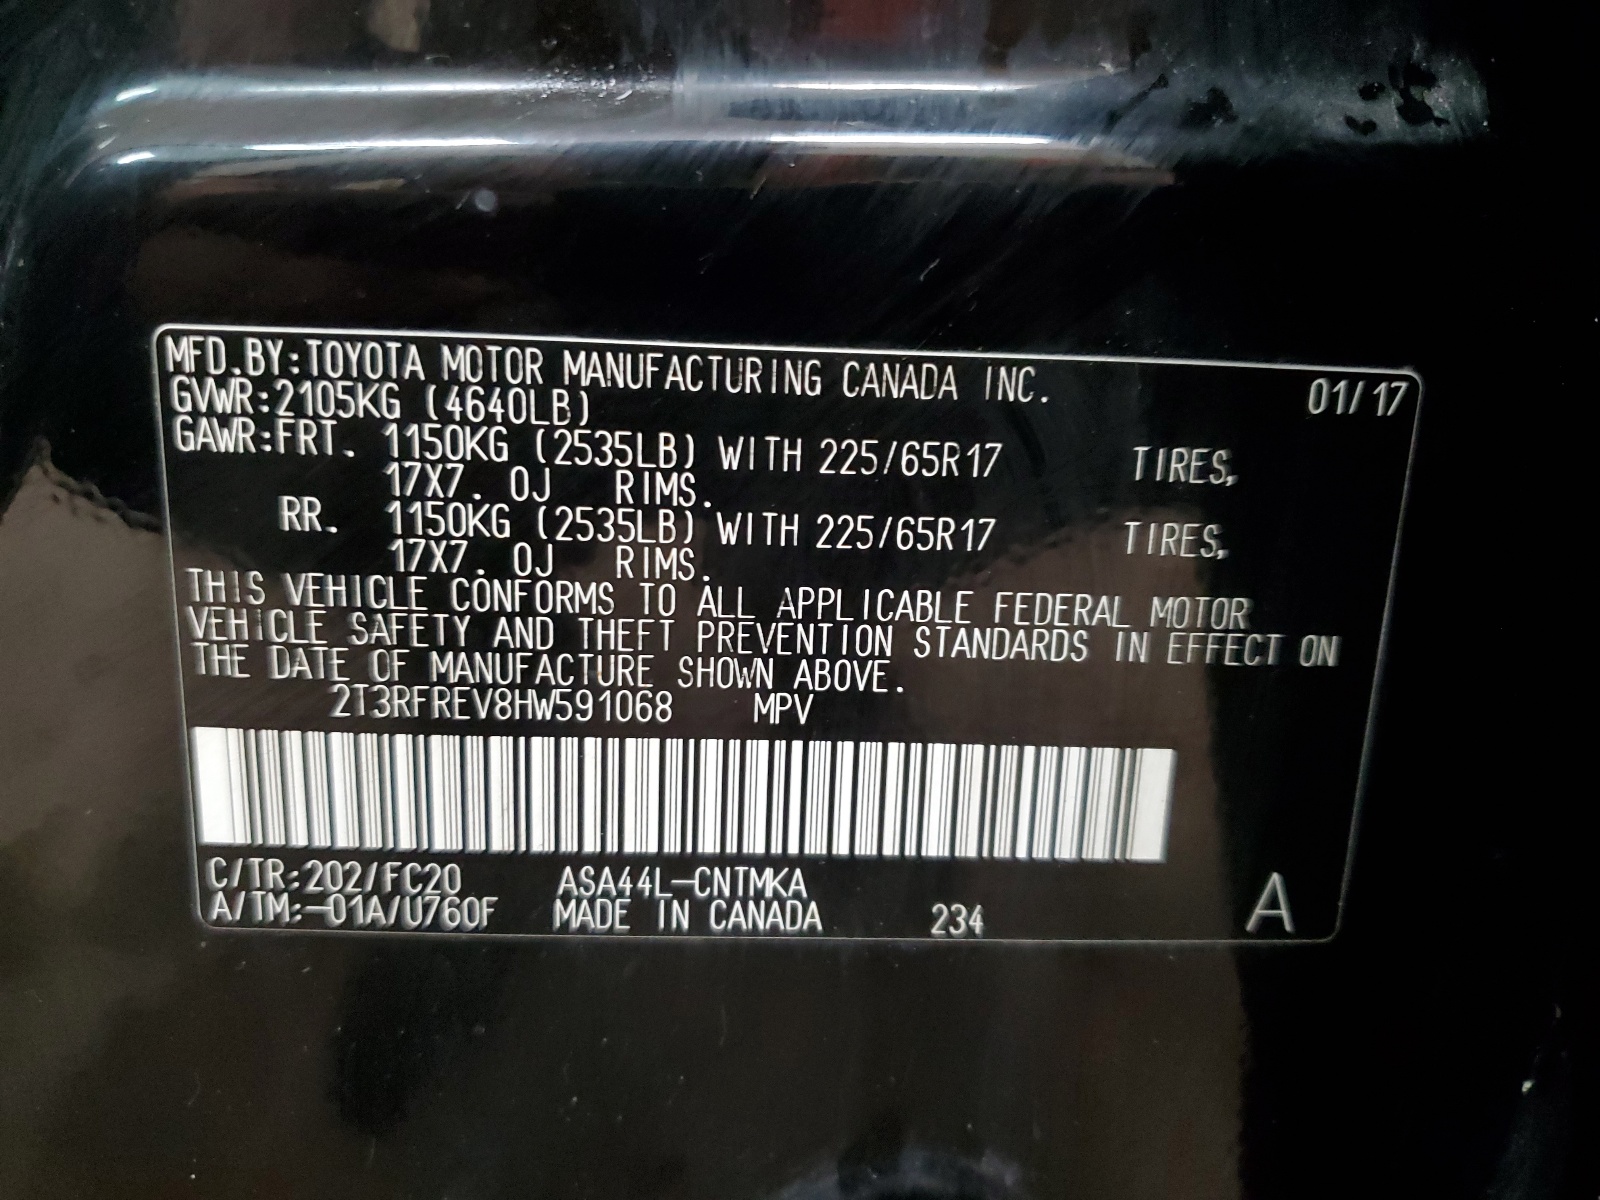 MFD.BY:TOYOTA MOTOR MANUFACTURING CANADA INC. 01/17
GVWR:2105KG (4640LB)
GAWR:FRT. 1150KG (2535LB) WITH 225/65R17 TIRES,
17X7.0J RIMS.
RR. 1150KG (2535LB) WITH 225/65R17 TIRES,
17X7.0J RIMS.
THIS VEHICLE CONFORMS TO ALL APPLICABLE FEDERAL MOTOR
VEHICLE SAFETY AND THEFT PREVENTION STANDARDS IN EFFECT ON
THE DATE OF MANUFACTURE SHOWN ABOVE.
2T3RFREV8HW591068 MPV
C/TR:202/FC20 ASA44L-CNTMKA
A/TM:-01A/U760F MADE IN CANADA 234 A